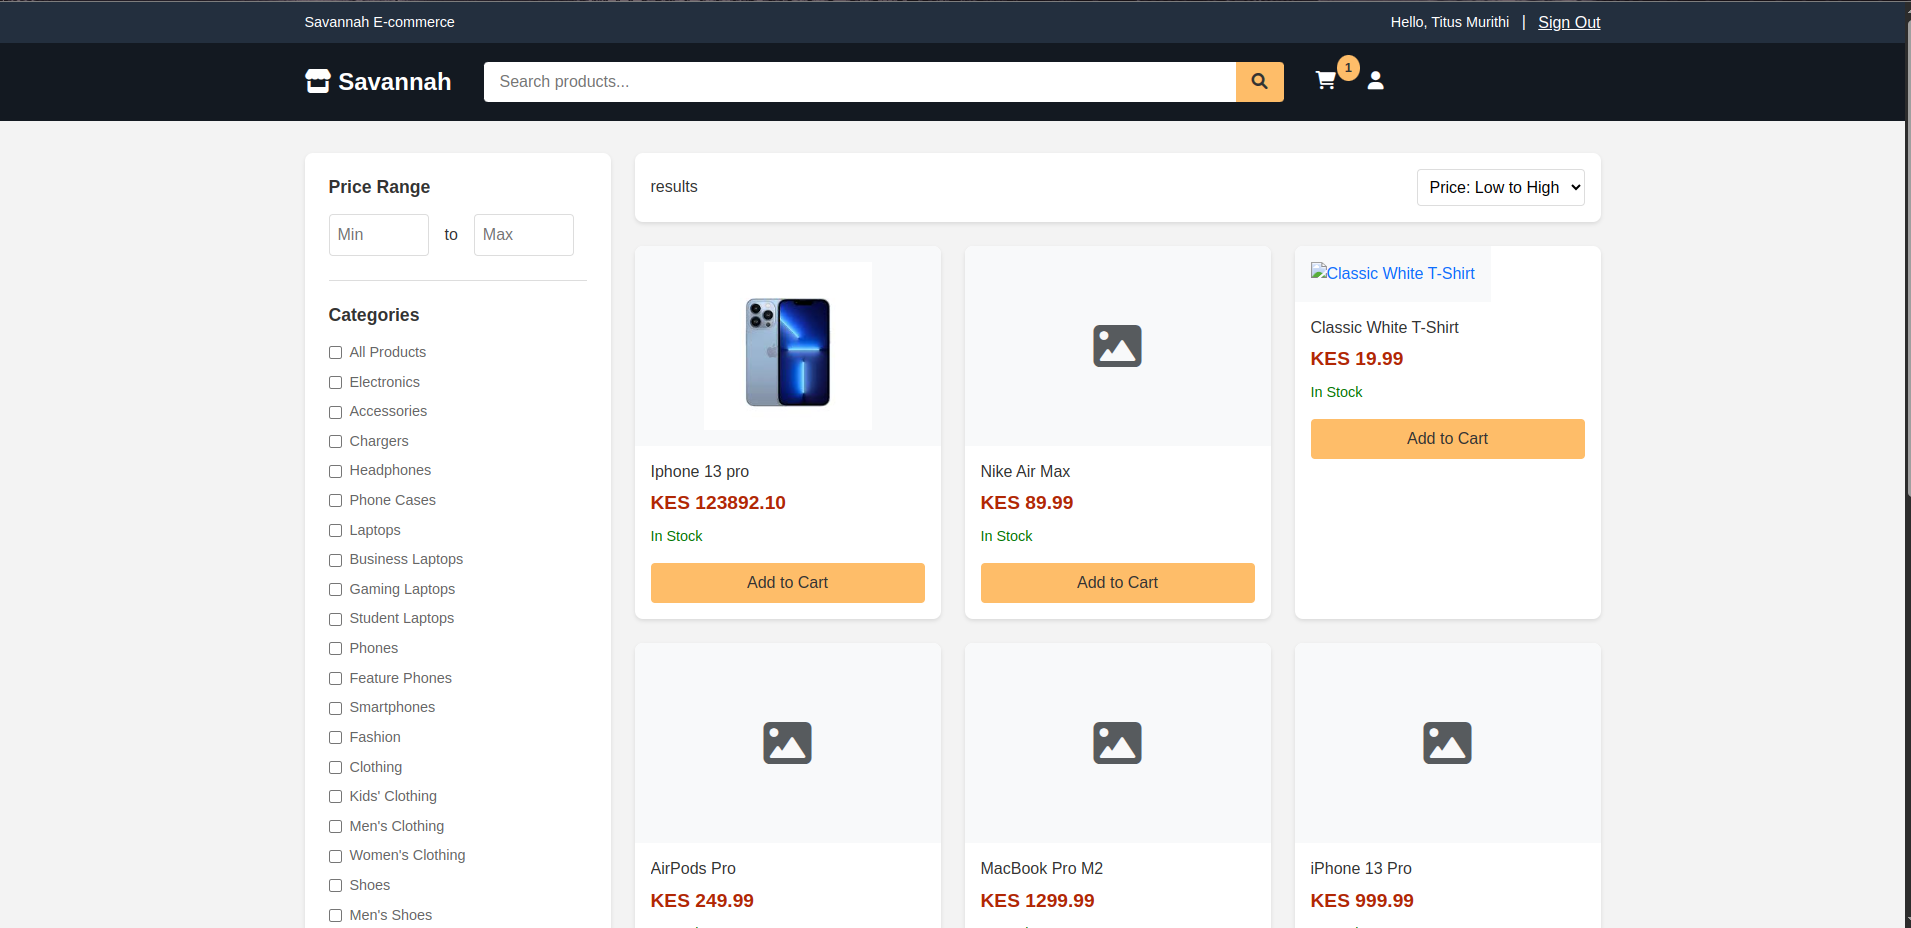 Savannah E-commerce
Hello, Titus Murithi | Sign Out
Savannah
Search products...
1
Price Range
Min to Max
Categories
All Products
Electronics
Accessories
Chargers
Headphones
Phone Cases
Laptops
Business Laptops
Gaming Laptops
Student Laptops
Phones
Feature Phones
Smartphones
Fashion
Clothing
Kids' Clothing
Men's Clothing
Women's Clothing
Shoes
Men's Shoes
results
Price: Low to High
Iphone 13 pro
KES 123892.10
In Stock
Add to Cart
Nike Air Max
KES 89.99
In Stock
Add to Cart
Classic White T-Shirt
Classic White T-Shirt
KES 19.99
In Stock
Add to Cart
AirPods Pro
KES 249.99
MacBook Pro M2
KES 1299.99
iPhone 13 Pro
KES 999.99